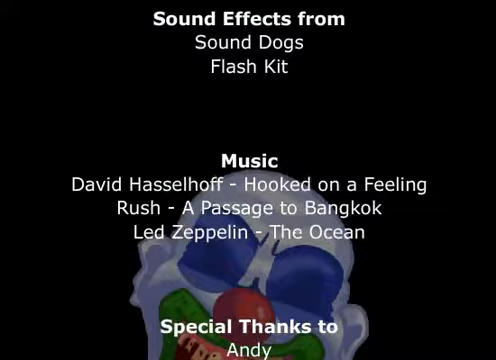 Sound Effects from
Sound Dogs
Flash Kit
Music
David Hasselhoff - Hooked on a Feeling
Rush - A Passage to Bangkok
Led Zeppelin - The Ocean
Special Thanks to
Andy